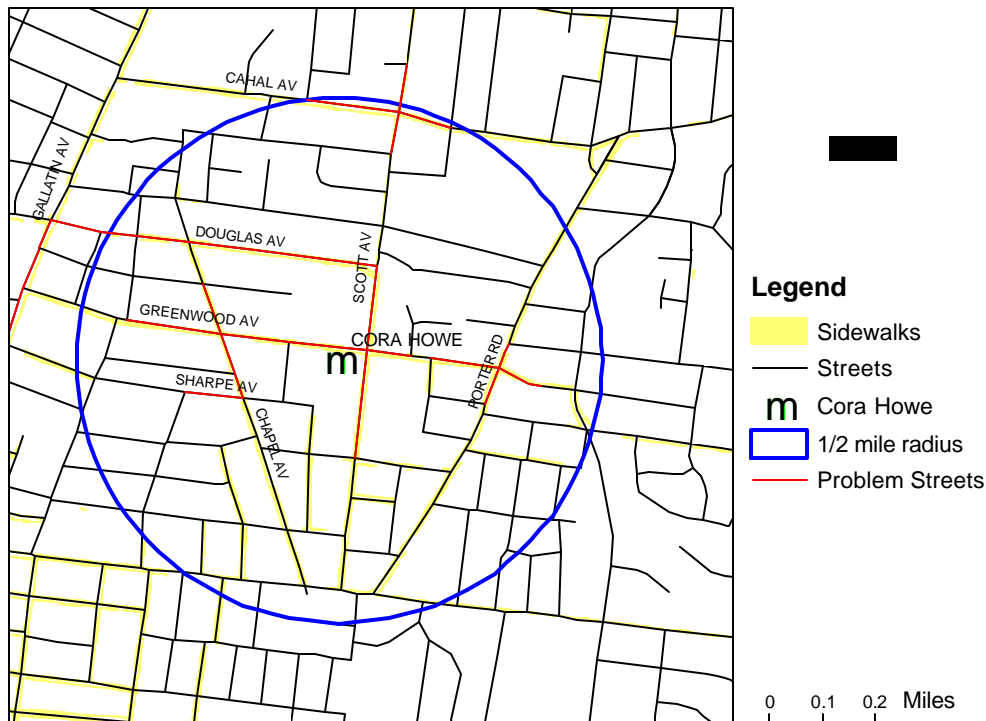 CAHAL AV
GALLATIN AV
DOUGLAS AV
SCOTT AV
GREENWOOD AV
CORA HOWE
m
PORTER RD
SHARPE AV
CHAPEL AV
Legend
Sidewalks
Streets
m Cora Howe
1/2 mile radius
Problem Streets
0 0.1 0.2 Miles